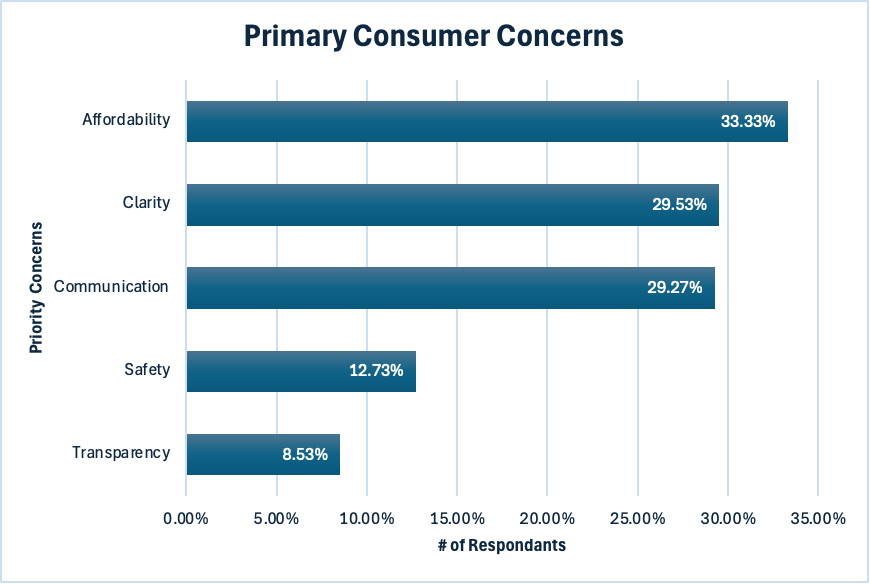 Primary Consumer Concerns
Priority Concerns
Affordability
33.33%
Clarity
29.53%
Communication
29.27%
Safety
12.73%
Transparency
8.53%
0.00% 5.00% 10.00% 15.00% 20.00% 25.00% 30.00% 35.00%
# of Respondants